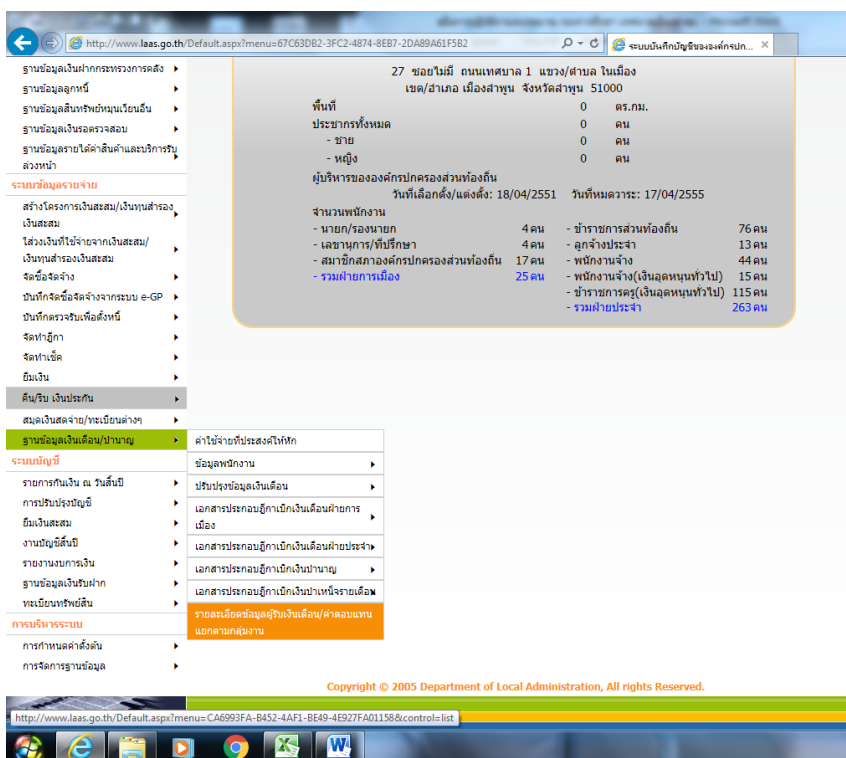 http://www.laas.go.th/Default.aspx?menu=67C63DB2-3FC2-4874-8EB7-2DA89A61F5B2
ระบบบันทึกบัญชีขององค์กรปก... ×
ฐานข้อมูลเงินฝากกระทรวงการคลัง
ฐานข้อมูลลูกหนี้
ฐานข้อมูลสินทรัพย์หมุนเวียนอื่น
ฐานข้อมูลเงินรอตรวจสอบ
ฐานข้อมูลรายได้ค่าสินค้าและบริการรับ
ล่วงหน้า
ระบบข้อมูลรายจ่าย
สร้างโครงการเงินสะสม/เงินทุนสำรอง
เงินสะสม
ใส่วงเงินที่ใช้จ่ายจากเงินสะสม/
เงินทุนสำรองเงินสะสม
จัดซื้อจัดจ้าง
บันทึกจัดซื้อจัดจ้างจากระบบ e-GP
บันทึกตรวจรับเพื่อตั้งหนี้
จัดทำฎีกา
จัดทำเช็ค
ยืมเงิน
คืน/ริบ เงินประกัน
สมุดเงินสดจ่าย/ทะเบียนต่างๆ
ฐานข้อมูลเงินเดือน/บำนาญ
ระบบบัญชี
รายการกันเงิน ณ วันสิ้นปี
การปรับปรุงบัญชี
ยืมเงินสะสม
งานบัญชีสิ้นปี
รายงานงบการเงิน
ฐานข้อมูลเงินรับฝาก
ทะเบียนทรัพย์สิน
การบริหารระบบ
การกำหนดค่าตั้งต้น
การจัดการฐานข้อมูล
27 ซอยไม่มี ถนนเทศบาล 1 แขวง/ตำบล ในเมือง
เขต/อำเภอ เมืองลำพูน จังหวัดลำพูน 51000
พื้นที่ 0 ตร.กม.
ประชากรทั้งหมด 0 คน
- ชาย 0 คน
- หญิง 0 คน
ผู้บริหารขององค์กรปกครองส่วนท้องถิ่น
วันที่เลือกตั้ง/แต่งตั้ง: 18/04/2551 วันที่หมดวาระ: 17/04/2555
จำนวนพนักงาน
- นายก/รองนายก 4 คน - ข้าราชการส่วนท้องถิ่น 76 คน
- เลขานุการ/ที่ปรึกษา 4 คน - ลูกจ้างประจำ 13 คน
- สมาชิกสภาองค์กรปกครองส่วนท้องถิ่น 17 คน - พนักงานจ้าง 44 คน
- รวมฝ่ายการเมือง 25 คน - พนักงานจ้าง(เงินอุดหนุนทั่วไป) 15 คน
- ข้าราชการครู(เงินอุดหนุนทั่วไป) 115 คน
- รวมฝ่ายประจำ 263 คน
ค่าใช้จ่ายที่ประสงค์ให้หัก
ข้อมูลพนักงาน
ปรับปรุงข้อมูลเงินเดือน
เอกสารประกอบฎีกาเบิกเงินเดือนฝ่ายการ
เมือง
เอกสารประกอบฎีกาเบิกเงินเดือนฝ่ายประจำ
เอกสารประกอบฎีกาเบิกเงินบำนาญ
เอกสารประกอบฎีกาเบิกเงินบำเหน็จรายเดือน
รายละเอียดข้อมูลผู้รับเงินเดือน/ค่าตอบแทน
แยกตามกลุ่มงาน
Copyright © 2005 Department of Local Administration, All rights Reserved.
http://www.laas.go.th/Default.aspx?menu=CA6993FA-B452-4AF1-BE49-4E927FA01158&control=list